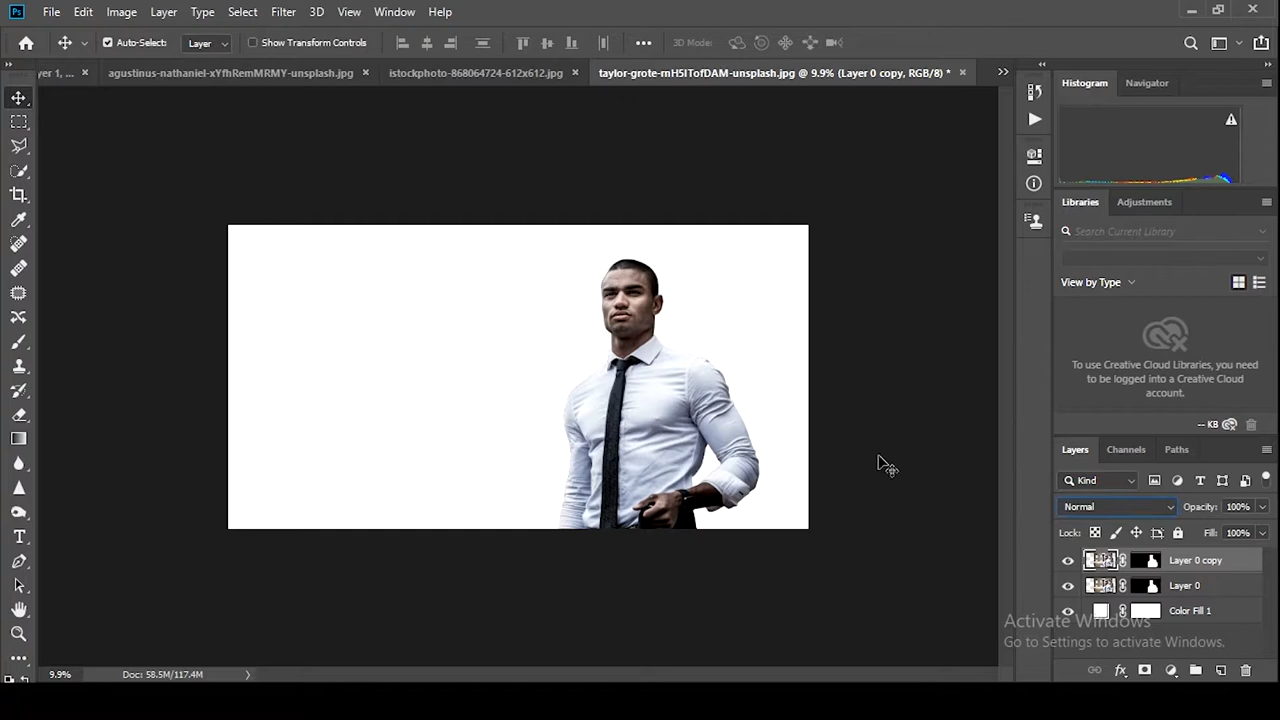 Ps File Edit Image Layer Type Select Filter 3D View Window Help
Auto-Select: Layer Show Transform Controls 3D Mode:
yer 1, ... × agustinus-nathaniel-xYfhRemMRMY-unsplash.jpg × istockphoto-868064724-612x612.jpg × taylor-grote-mH5ITofDAM-unsplash.jpg @ 9.9% (Layer 0 copy, RGB/8) * ×
Histogram Navigator
Libraries Adjustments
Search Current Library
View by Type
To use Creative Cloud Libraries, you need
to be logged into a Creative Cloud
account.
-- KB
Layers Channels Paths
Kind
Normal Opacity: 100%
Lock: Fill: 100%
Layer 0 copy
Layer 0
Color Fill 1
Activate Windows
Go to Settings to activate Windows.
9.9% Doc: 58.5M/117.4M